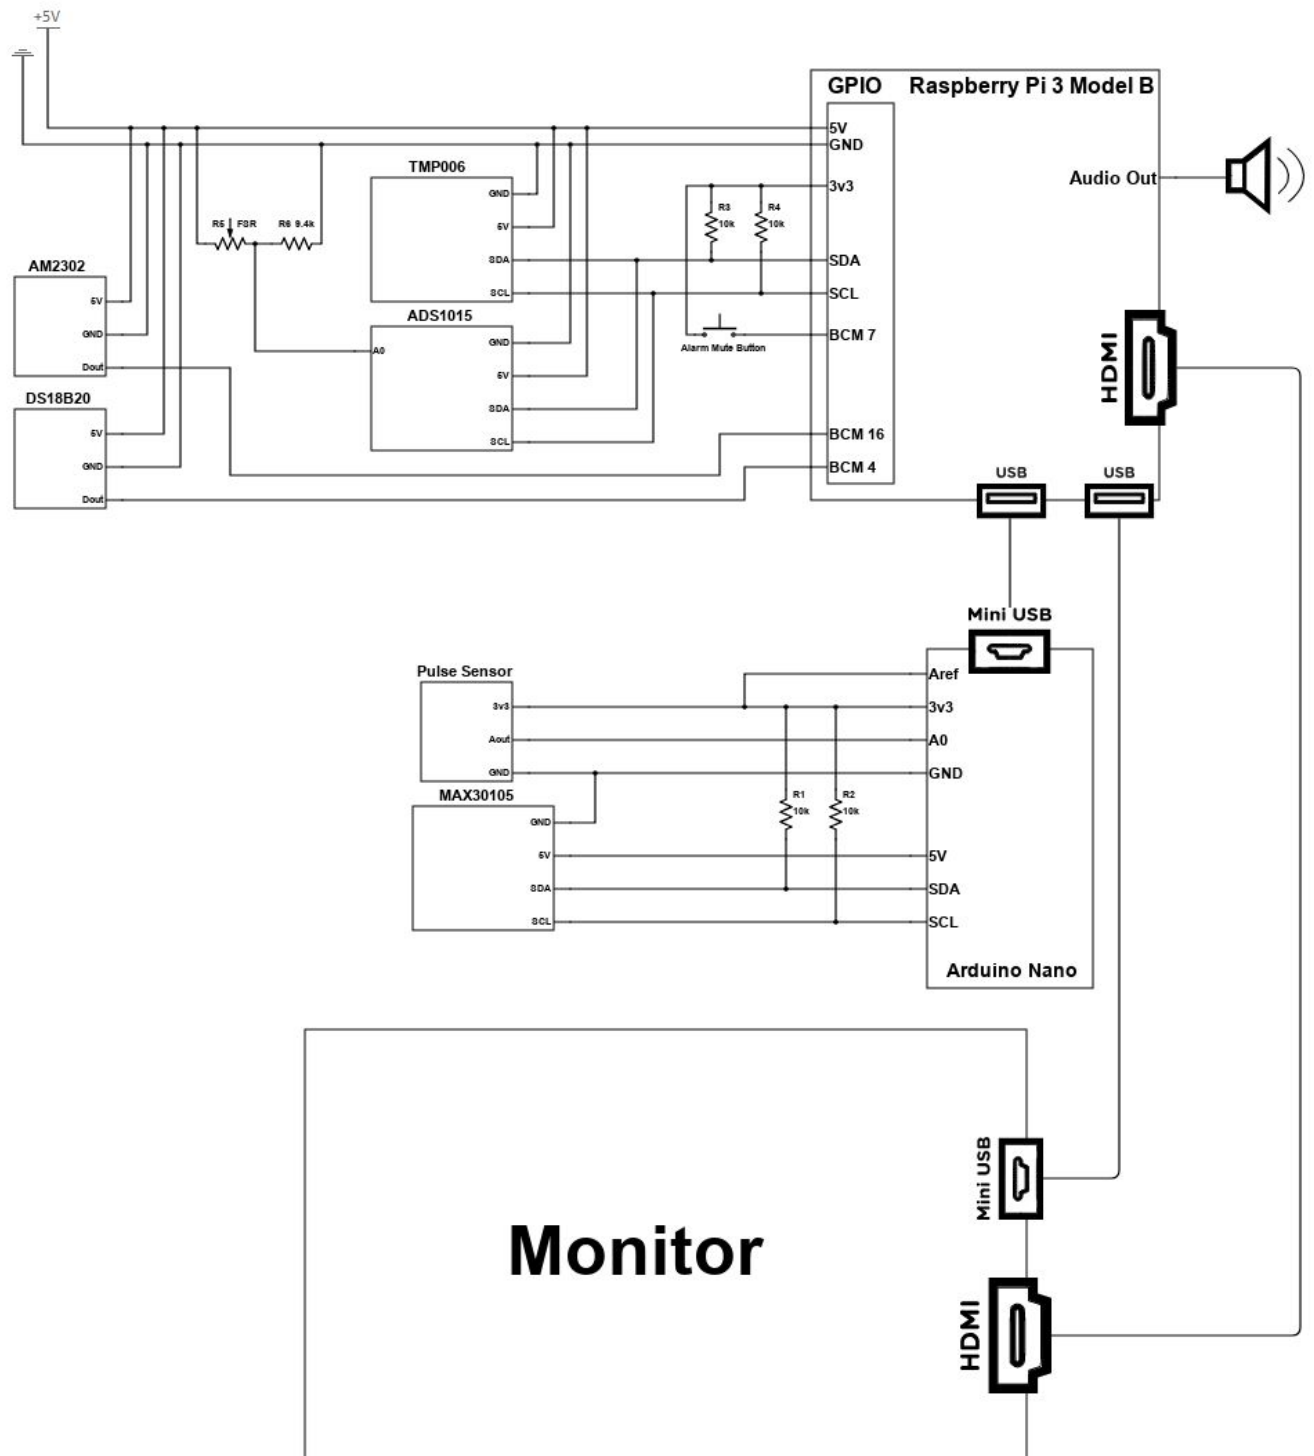 +5V
GPIO Raspberry Pi 3 Model B
5V
GND
3v3
SDA
SCL
BCM 7
BCM 16
BCM 4
Audio Out
HDMI
USB
USB
TMP006
GND
5V
SDA
SCL
R3
10k
R4
10k
Alarm Mute Button
R5 FSR
R6 9.4k
AM2302
5V
GND
Dout
ADS1015
A0
GND
5V
SDA
SCL
DS18B20
5V
GND
Dout
Mini USB
Pulse Sensor
3v3
Aout
GND
Aref
3v3
A0
GND
5V
SDA
SCL
Arduino Nano
MAX30105
GND
5V
SDA
SCL
R1
10k
R2
10k
Mini USB
Monitor
HDMI